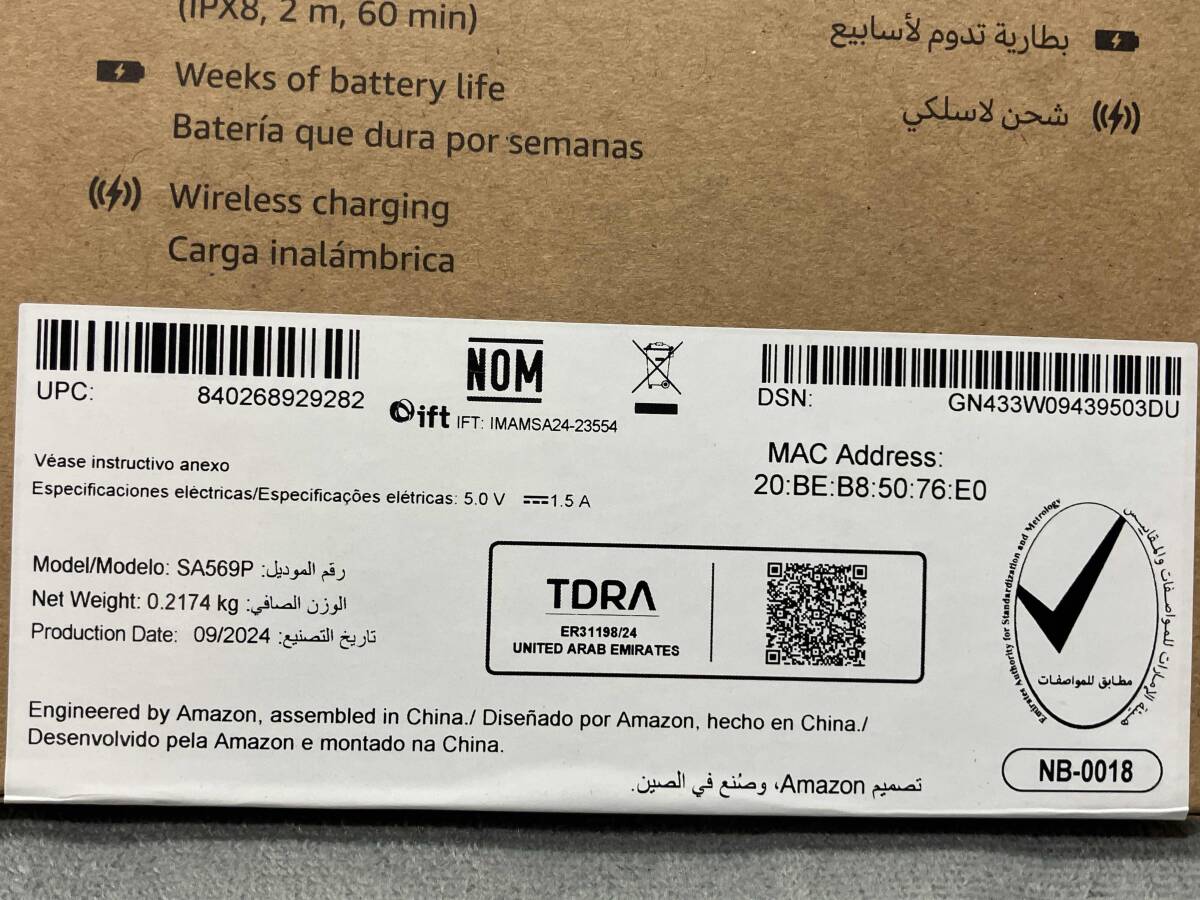 (IPX8, 2 m, 60 min)
Weeks of battery life
Batería que dura por semanas
Wireless charging
Carga inalámbrica
بطارية تدوم لأسابيع
شحن لاسلكي
UPC: 840268929282
NOM
ift IFT: IMAMSA24-23554
DSN: GN433W09439503DU
MAC Address:
20:BE:B8:50:76:E0
Véase instructivo anexo
Especificaciones eléctricas/Especificações elétricas: 5.0 V ⎓1.5 A
Model/Modelo: SA569P رقم الموديل:
Net Weight: 0.2174 kg الوزن الصافي:
Production Date: 09/2024 تاريخ التصنيع:
TDRA
ER31198/24
UNITED ARAB EMIRATES
Emirates Authority for Standardization and Metrology
هيئة الإمارات للمواصفات والمقاييس
مطابق للمواصفات
NB-0018
Engineered by Amazon, assembled in China./ Diseñado por Amazon, hecho en China./
Desenvolvido pela Amazon e montado na China.
تصميم Amazon، وصُنع في الصين.